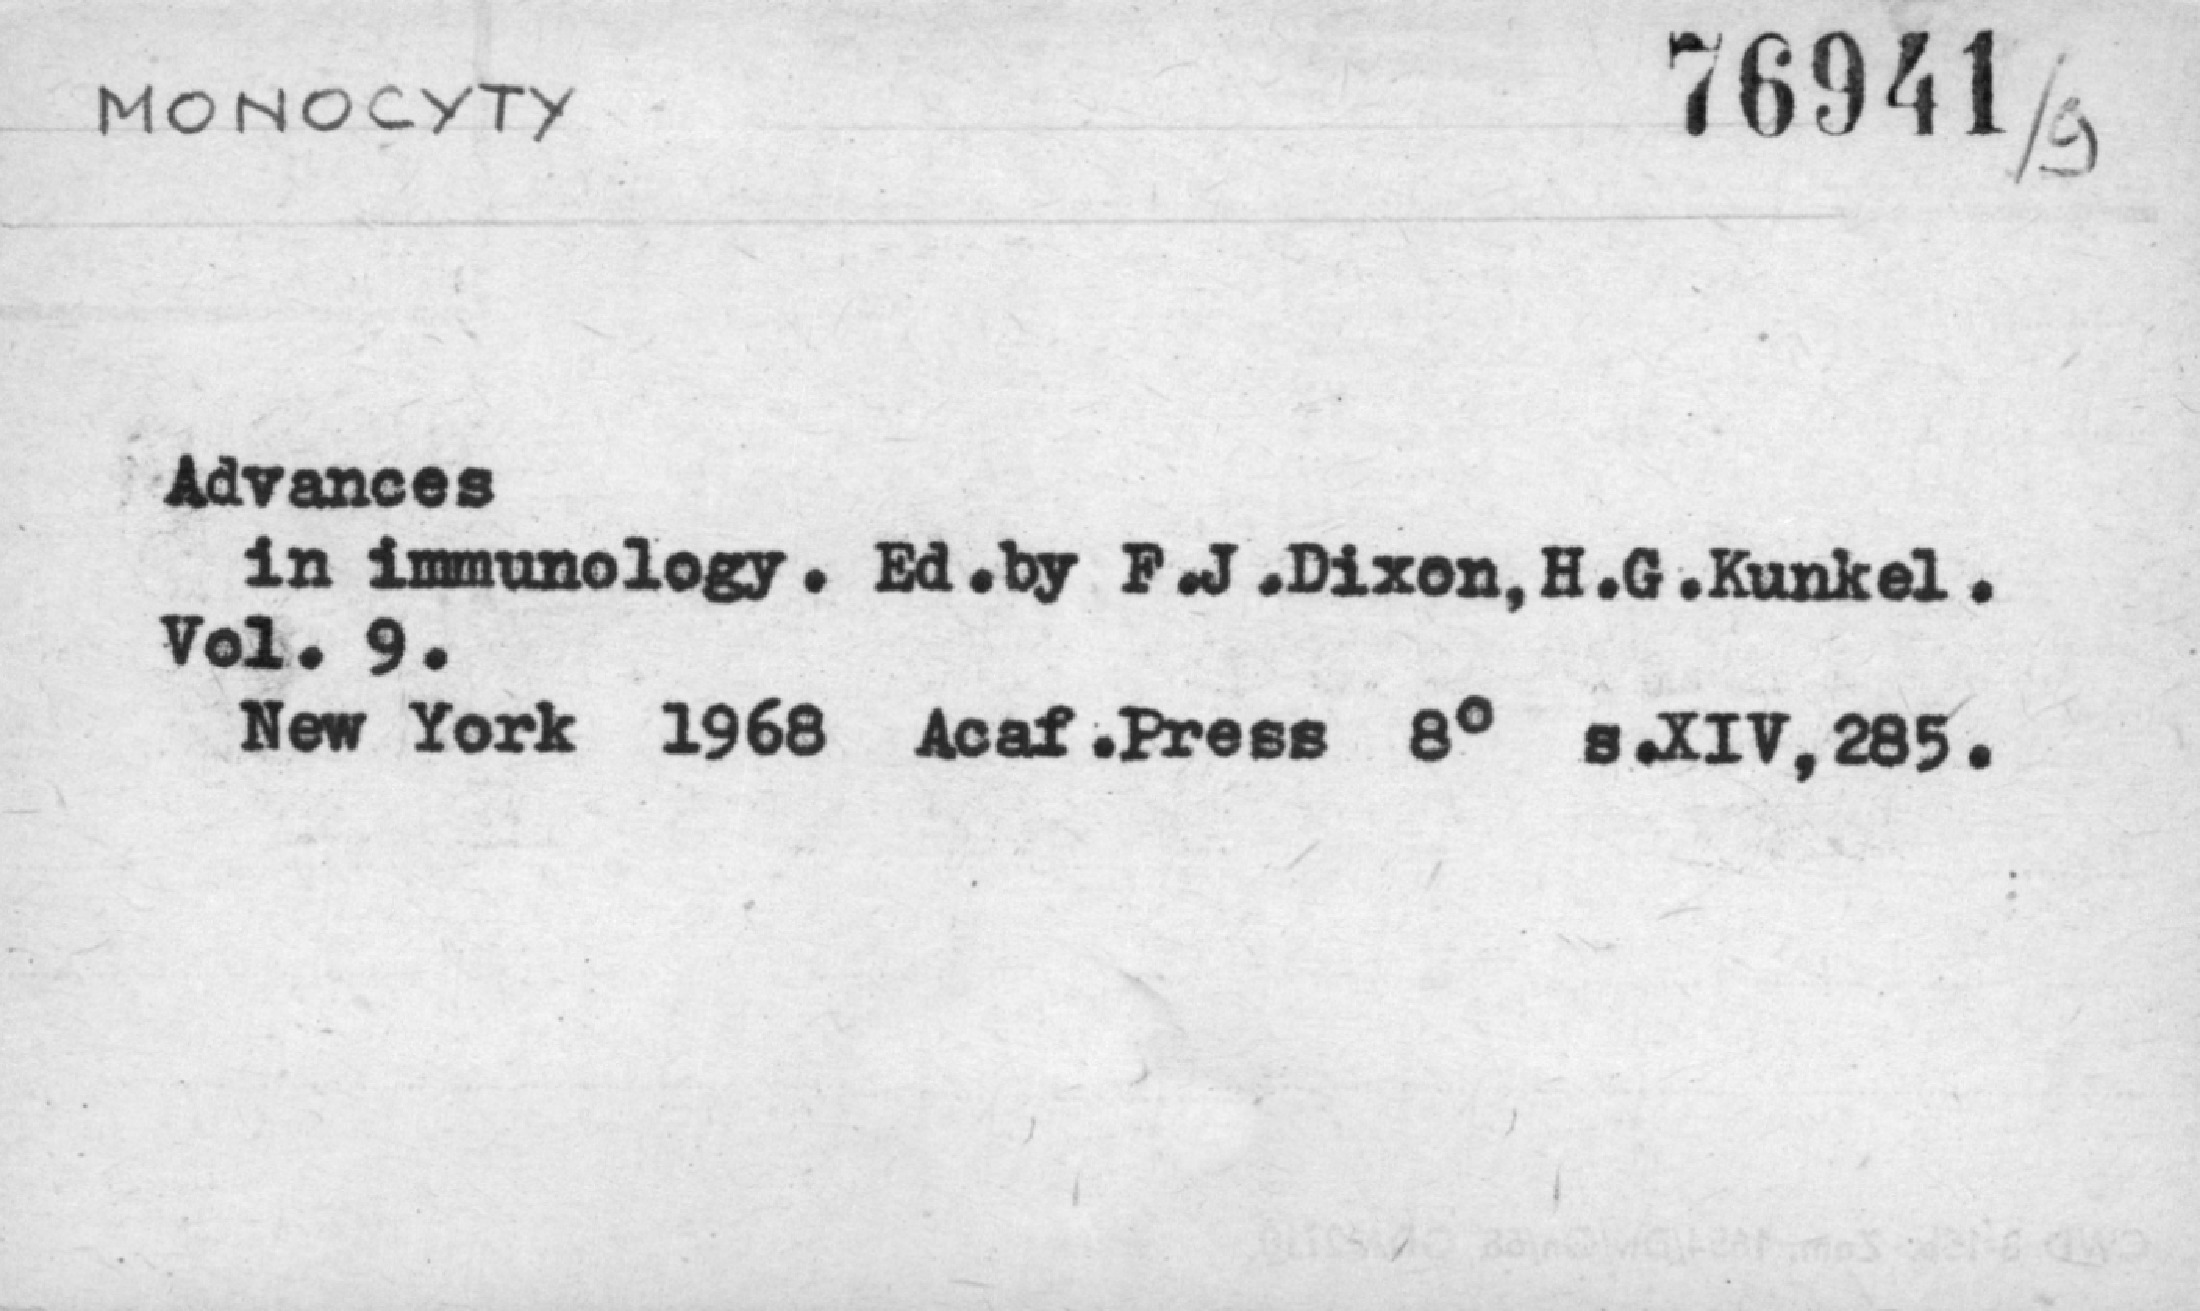 MONOCYTY 76941/9
Advances
in immunology. Ed.by F.J.Dixon,H.G.Kunkel.
Vol. 9.
New York 1968 Acaf.Press 8° s.XIV,285.